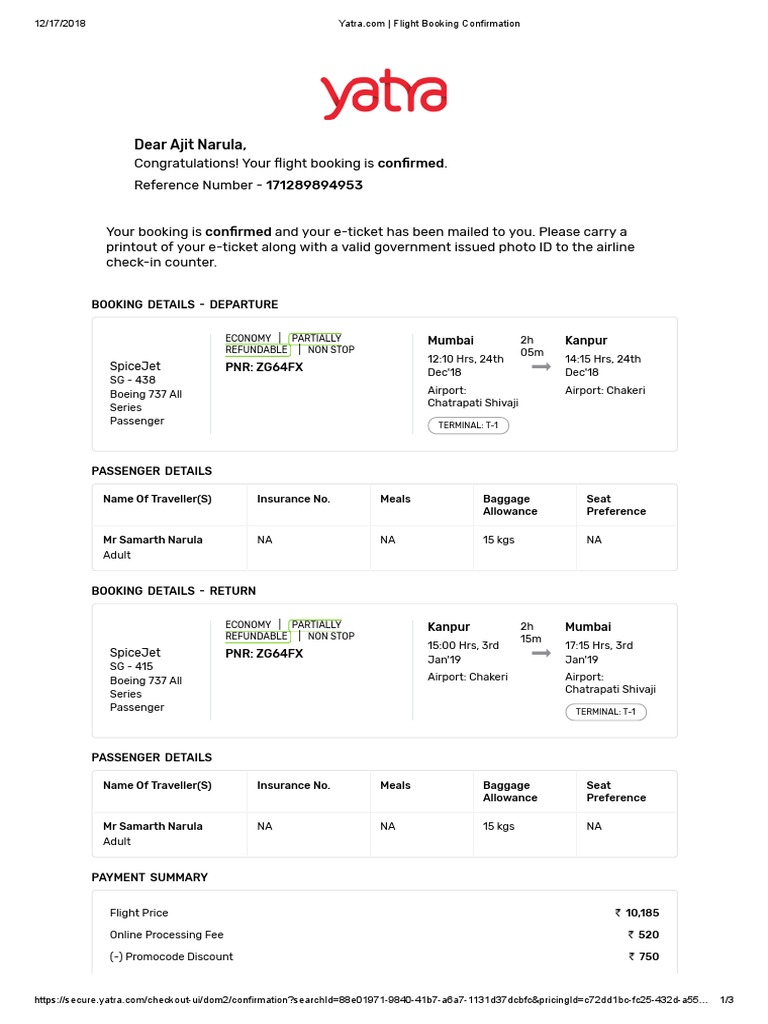 12/17/2018 Yatra.com | Flight Booking Confirmation
yatra
Dear Ajit Narula,
Congratulations! Your flight booking is confirmed.
Reference Number - 171289894953
Your booking is confirmed and your e-ticket has been mailed to you. Please carry a
printout of your e-ticket along with a valid government issued photo ID to the airline
check-in counter.
BOOKING DETAILS - DEPARTURE
SpiceJet
SG - 438
Boeing 737 All
Series
Passenger
ECONOMY | PARTIALLY
REFUNDABLE | NON STOP
PNR: ZG64FX
Mumbai
12:10 Hrs, 24th
Dec'18
Airport:
Chatrapati Shivaji
TERMINAL: T-1
2h
05m
Kanpur
14:15 Hrs, 24th
Dec'18
Airport: Chakeri
PASSENGER DETAILS
Name Of Traveller(S) Insurance No. Meals Baggage Allowance Seat Preference
Mr Samarth Narula NA NA 15 kgs NA
Adult
BOOKING DETAILS - RETURN
SpiceJet
SG - 415
Boeing 737 All
Series
Passenger
ECONOMY | PARTIALLY
REFUNDABLE | NON STOP
PNR: ZG64FX
Kanpur
15:00 Hrs, 3rd
Jan'19
Airport: Chakeri
2h
15m
Mumbai
17:15 Hrs, 3rd
Jan'19
Airport:
Chatrapati Shivaji
TERMINAL: T-1
PASSENGER DETAILS
Name Of Traveller(S) Insurance No. Meals Baggage Allowance Seat Preference
Mr Samarth Narula NA NA 15 kgs NA
Adult
PAYMENT SUMMARY
Flight Price ₹ 10,185
Online Processing Fee ₹ 520
(-) Promocode Discount ₹ 750
https://secure.yatra.com/checkout-ui/dom2/confirmation?searchId=88e01971-9840-41b7-a6a7-1131d37dcbfc&pricingId=c72dd1bc-fc25-432d-a55... 1/3